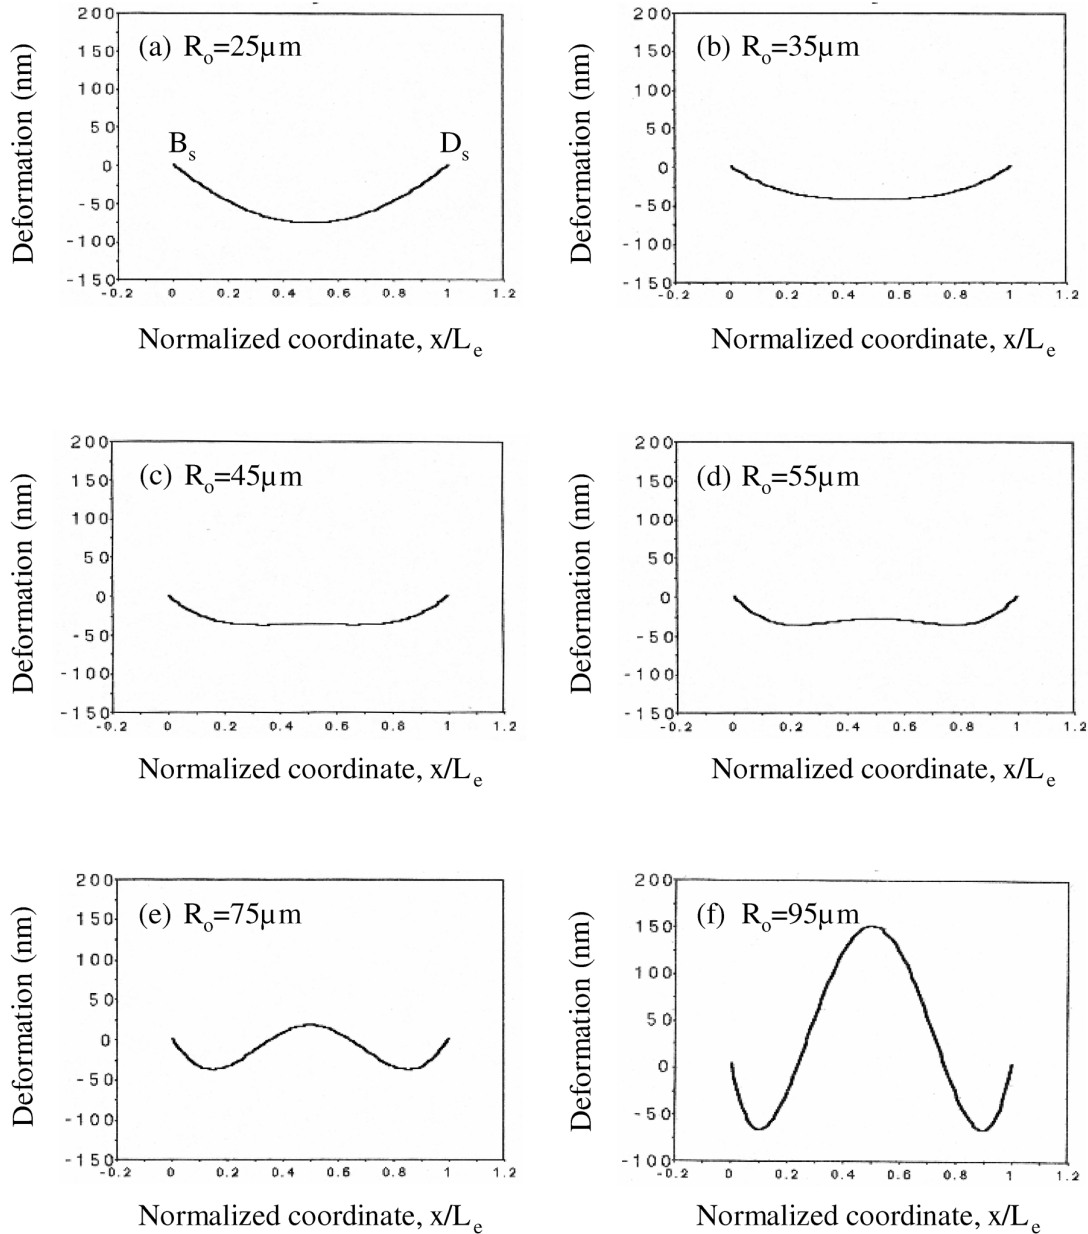 (a) R₀=25μm
200
150
100
50
0
-50
-100
-150
-0.2 0 0.2 0.4 0.6 0.8 1 1.2
Bₛ Dₛ
Deformation (nm)
Normalized coordinate, x/Lₑ
(b) R₀=35μm
200
150
100
50
0
-50
-100
-150
-0.2 0 0.2 0.4 0.6 0.8 1 1.2
Deformation (nm)
Normalized coordinate, x/Lₑ
(c) R₀=45μm
200
150
100
50
0
-50
-100
-150
-0.2 0 0.2 0.4 0.6 0.8 1 1.2
Deformation (nm)
Normalized coordinate, x/Lₑ
(d) R₀=55μm
200
150
100
50
0
-50
-100
-150
-0.2 0 0.2 0.4 0.6 0.8 1 1.2
Deformation (nm)
Normalized coordinate, x/Lₑ
(e) R₀=75μm
200
150
100
50
0
-50
-100
-150
-0.2 0 0.2 0.4 0.6 0.8 1 1.2
Deformation (nm)
Normalized coordinate, x/Lₑ
(f) R₀=95μm
200
150
100
50
0
-50
-100
-0.2 0 0.2 0.4 0.6 0.8 1 1.2
Deformation (nm)
Normalized coordinate, x/Lₑ